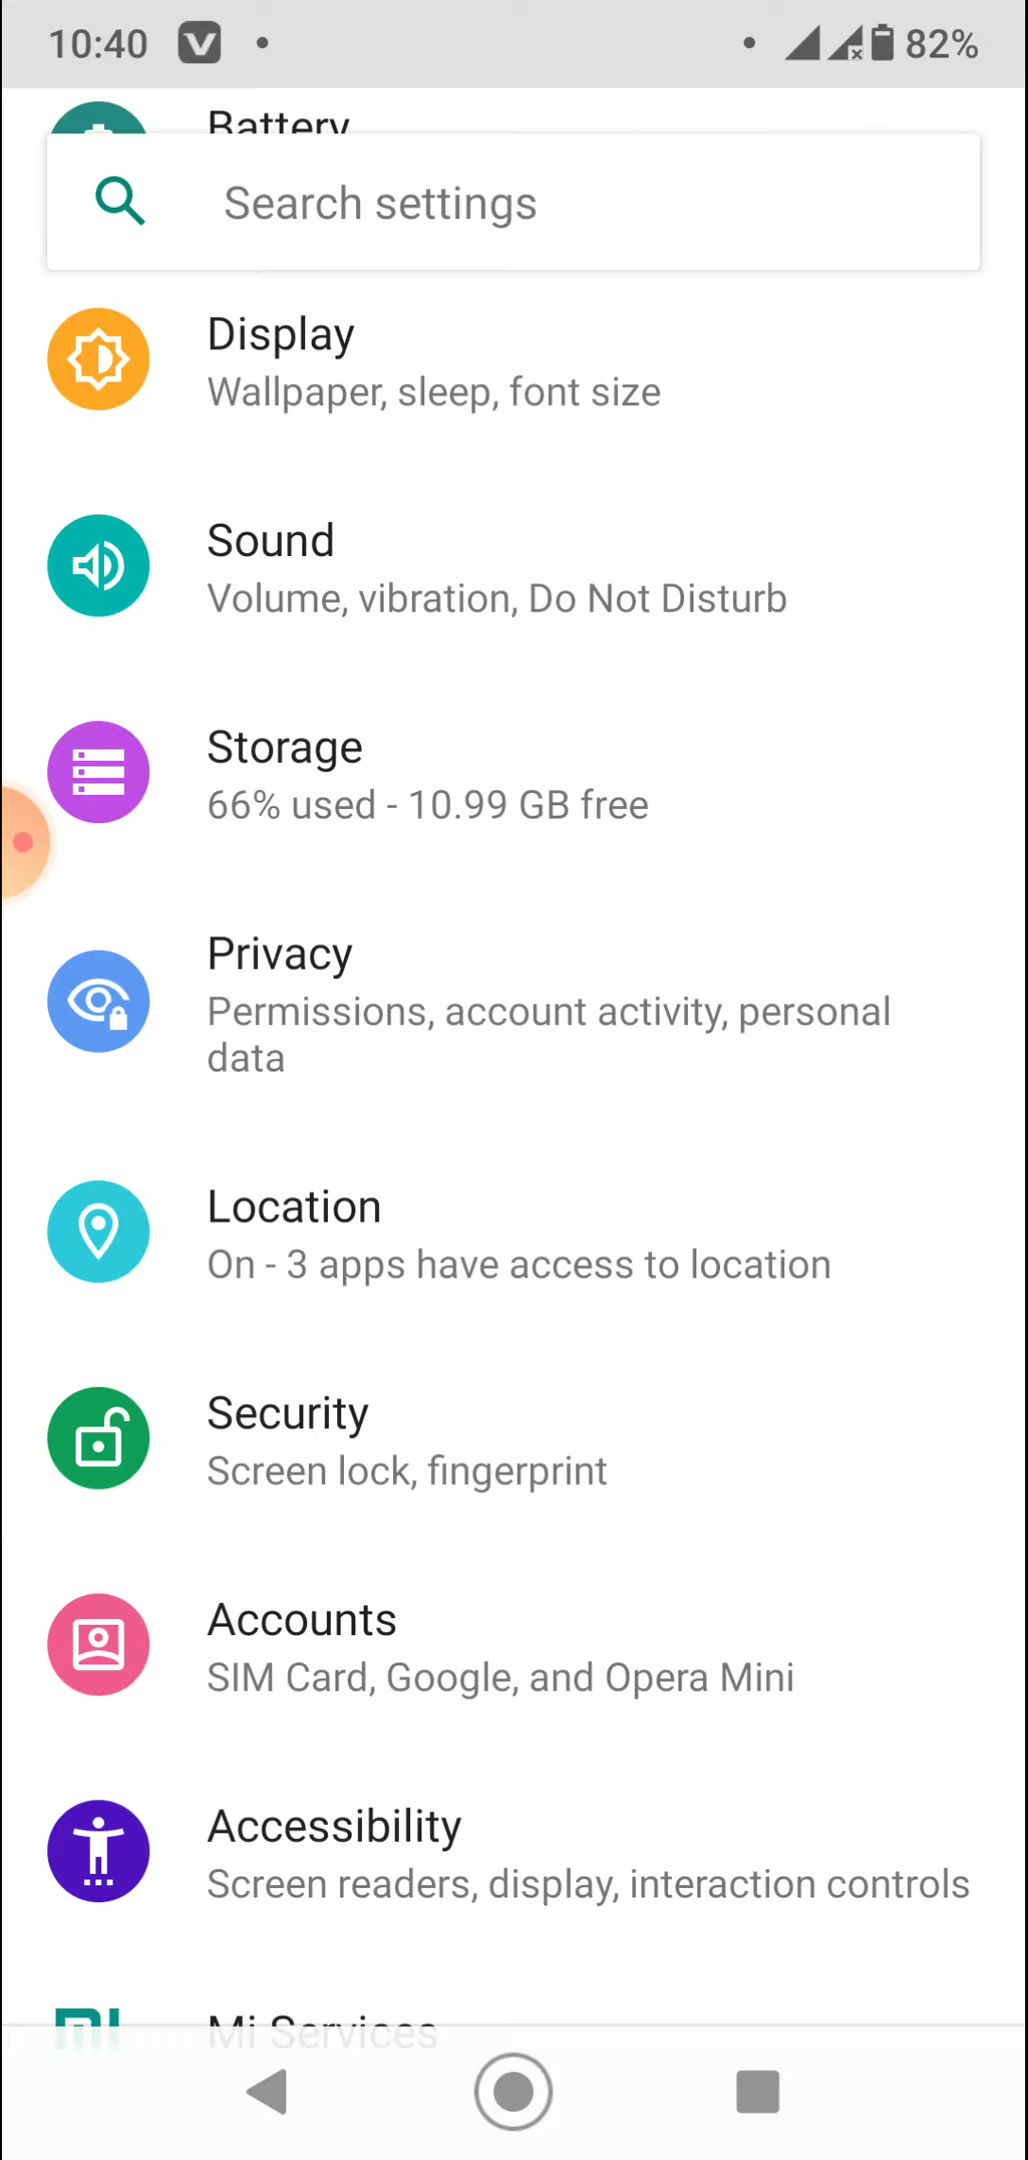 10:40
82%
Battery
Search settings
Display
Wallpaper, sleep, font size
Sound
Volume, vibration, Do Not Disturb
Storage
66% used - 10.99 GB free
Privacy
Permissions, account activity, personal
data
Location
On - 3 apps have access to location
Security
Screen lock, fingerprint
Accounts
SIM Card, Google, and Opera Mini
Accessibility
Screen readers, display, interaction controls
Mi Services